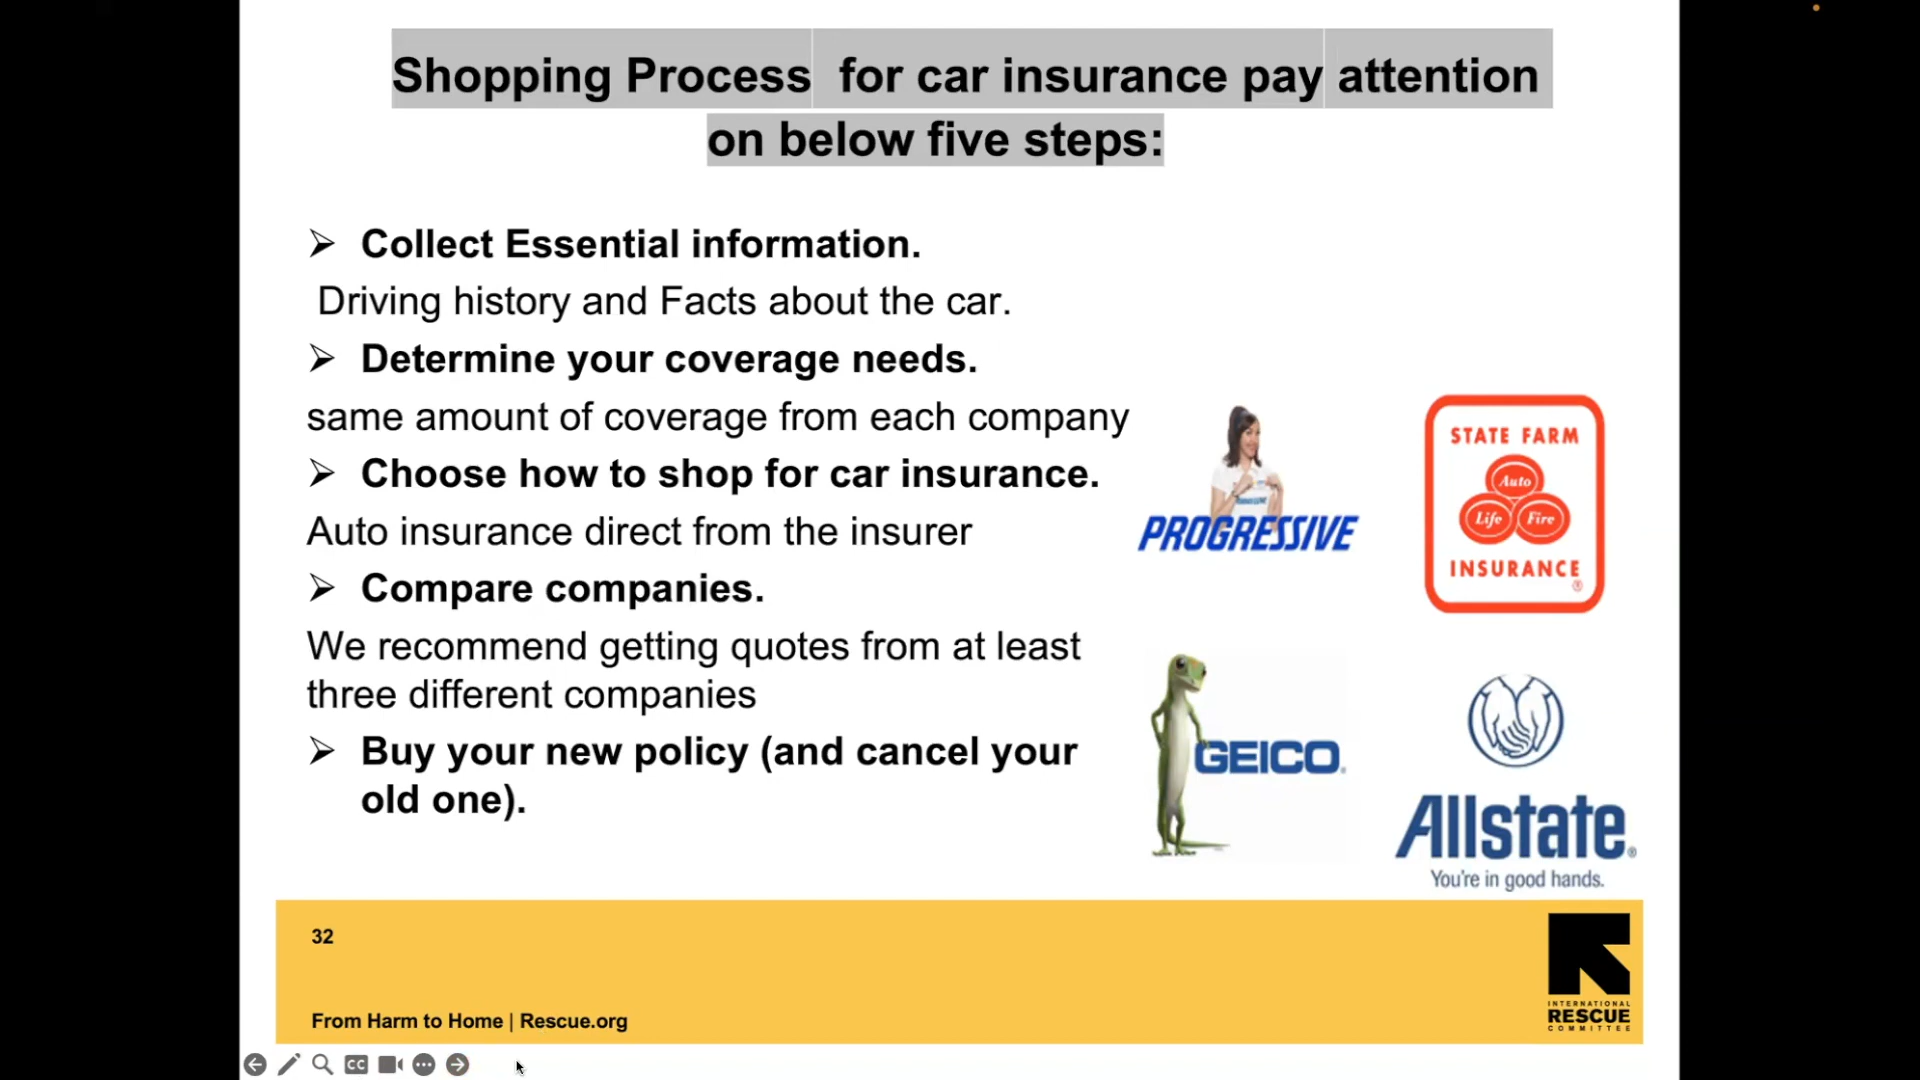 Shopping Process  for car insurance pay attention
on below five steps:
➢ Collect Essential information.
Driving history and Facts about the car.
➢ Determine your coverage needs.
same amount of coverage from each company
➢ Choose how to shop for car insurance.
Auto insurance direct from the insurer
➢ Compare companies.
We recommend getting quotes from at least
three different companies
➢ Buy your new policy (and cancel your
old one).
PROGRESSIVE
STATE FARM
Auto
Life Fire
INSURANCE
®
GEICO®
Allstate®
You're in good hands.
32
From Harm to Home | Rescue.org
INTERNATIONAL
RESCUE
COMMITTEE
CC